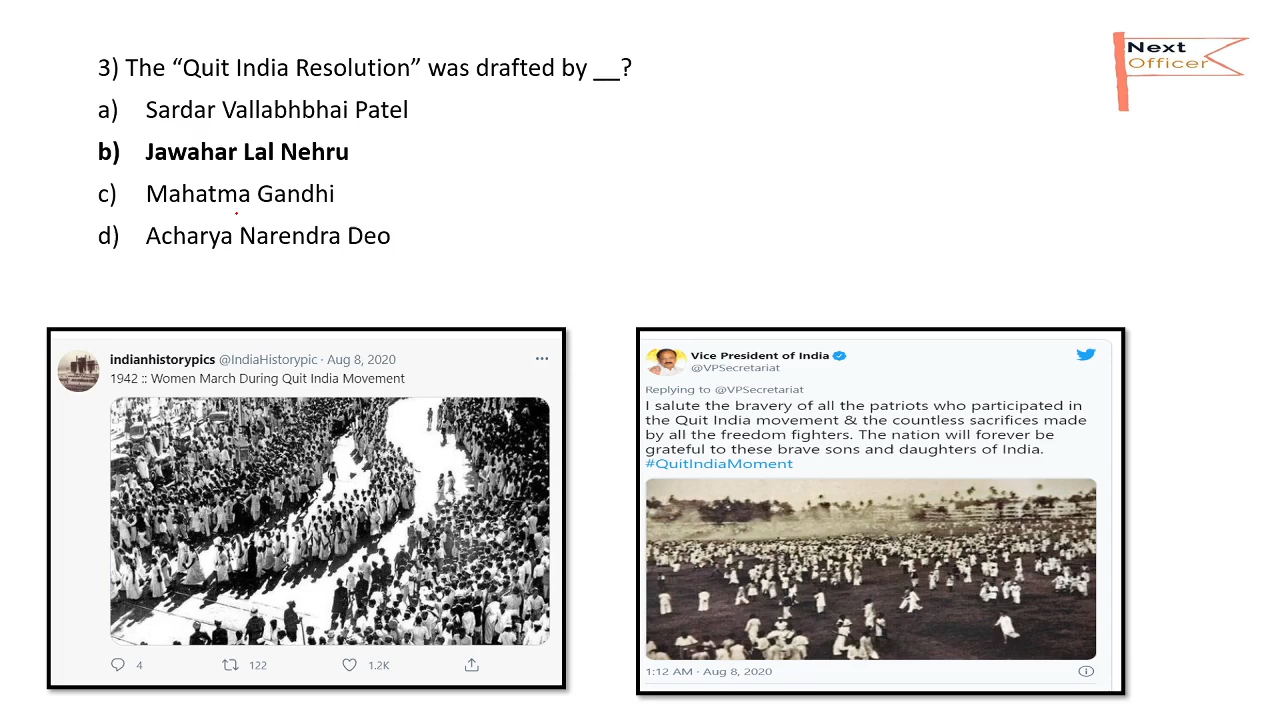 3) The “Quit India Resolution” was drafted by __?
a) Sardar Vallabhbhai Patel
b) Jawahar Lal Nehru
c) Mahatma Gandhi
d) Acharya Narendra Deo
Next
Officer
indianhistorypics @IndiaHistorypic · Aug 8, 2020
1942 :: Women March During Quit India Movement
4 122 1.2K
Vice President of India
@VPSecretariat
Replying to @VPSecretariat
I salute the bravery of all the patriots who participated in
the Quit India movement & the countless sacrifices made
by all the freedom fighters. The nation will forever be
grateful to these brave sons and daughters of India.
#QuitIndiaMoment
1:12 AM · Aug 8, 2020